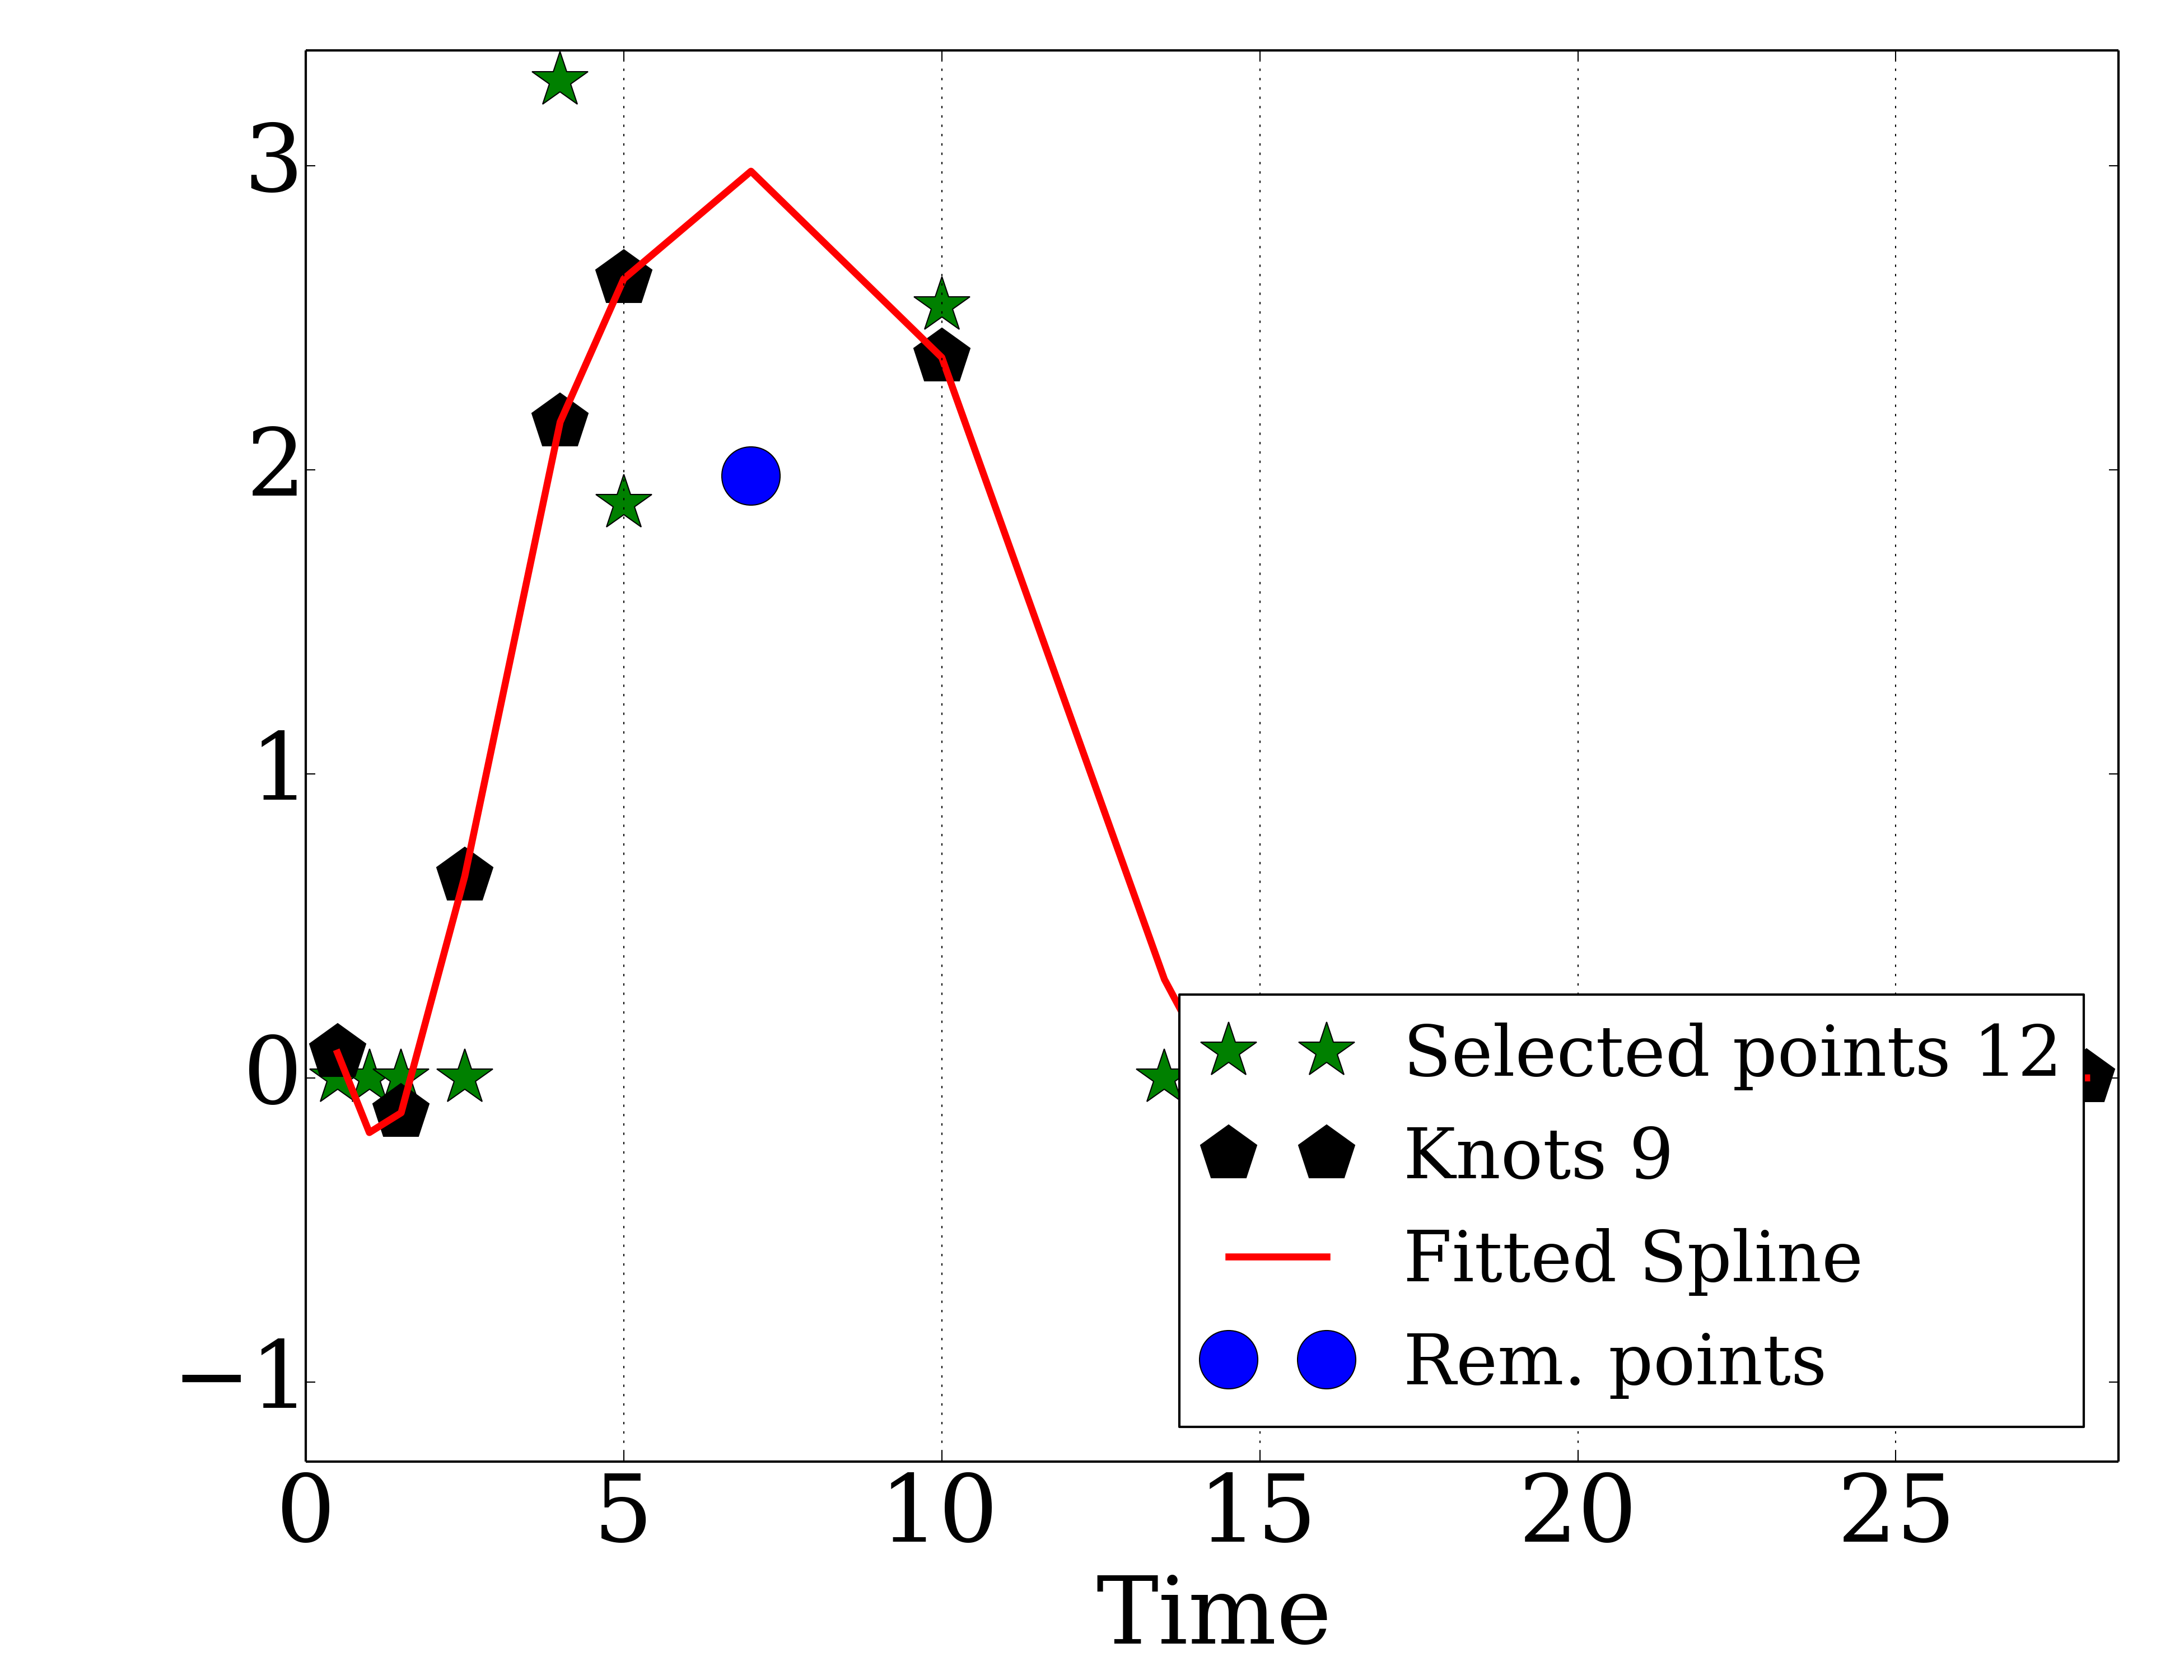 3
2
1
0
−1
Selected points 12
Knots 9
Fitted Spline
Rem. points
0 5 10 15 20 25
Time